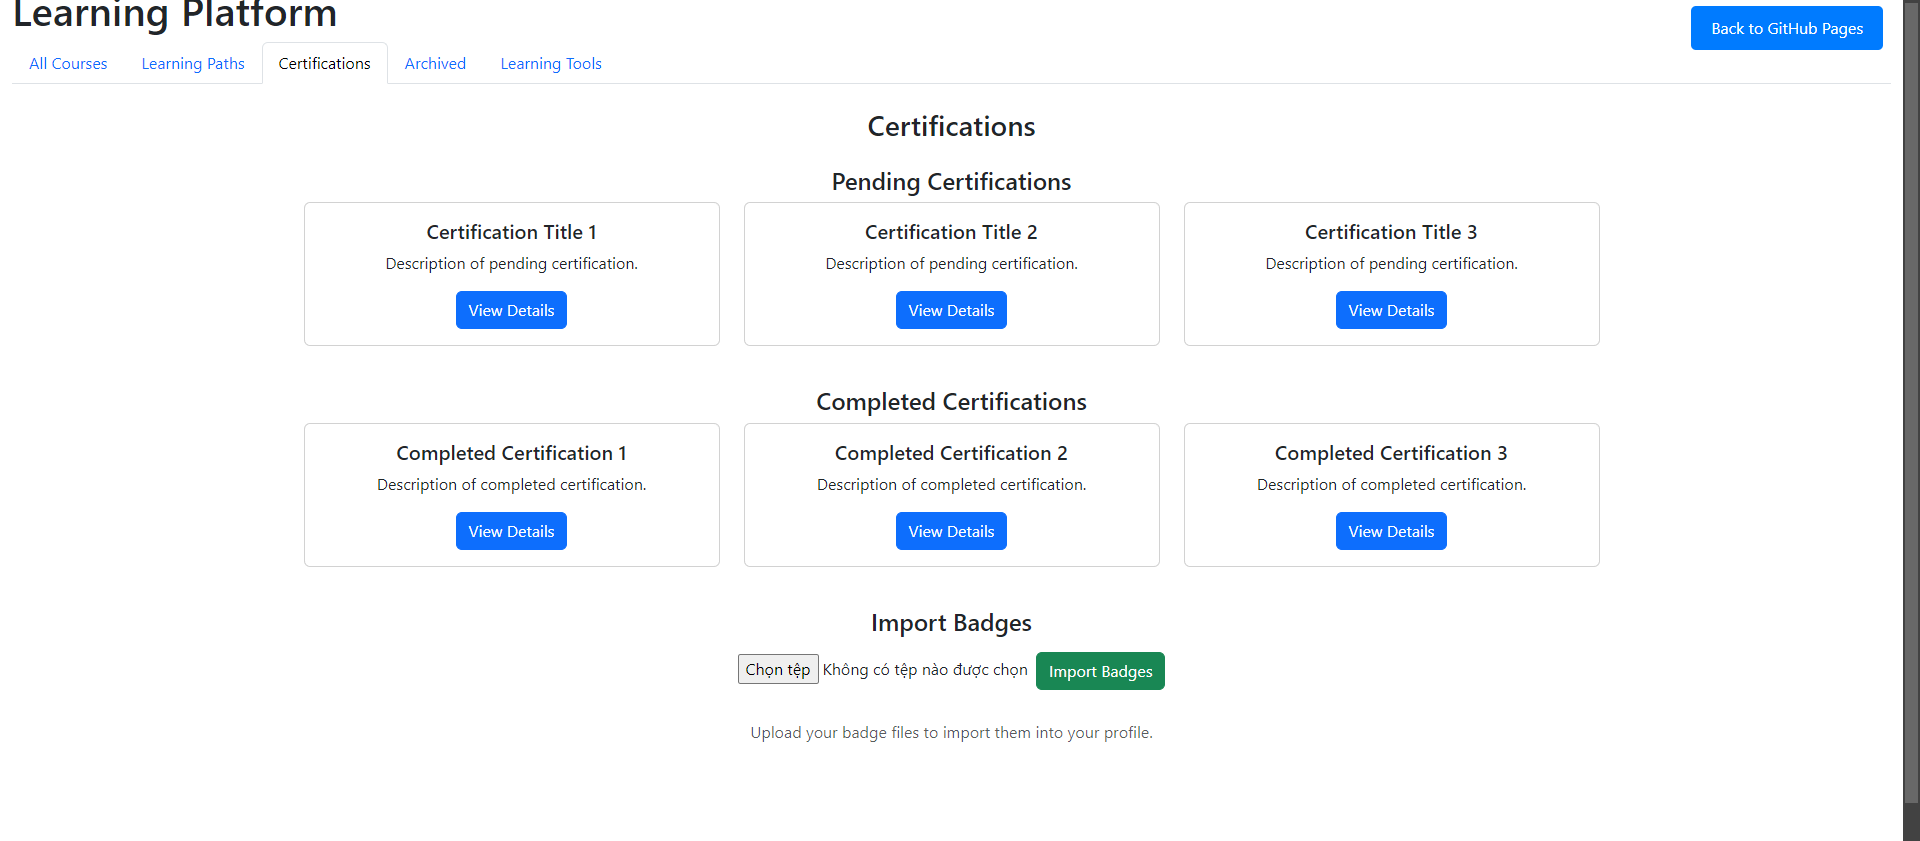 Learning Platform
Back to GitHub Pages
All Courses Learning Paths Certifications Archived Learning Tools
Certifications
Pending Certifications
Certification Title 1
Description of pending certification.
View Details
Certification Title 2
Description of pending certification.
View Details
Certification Title 3
Description of pending certification.
View Details
Completed Certifications
Completed Certification 1
Description of completed certification.
View Details
Completed Certification 2
Description of completed certification.
View Details
Completed Certification 3
Description of completed certification.
View Details
Import Badges
Chọn tệp Không có tệp nào được chọn Import Badges
Upload your badge files to import them into your profile.